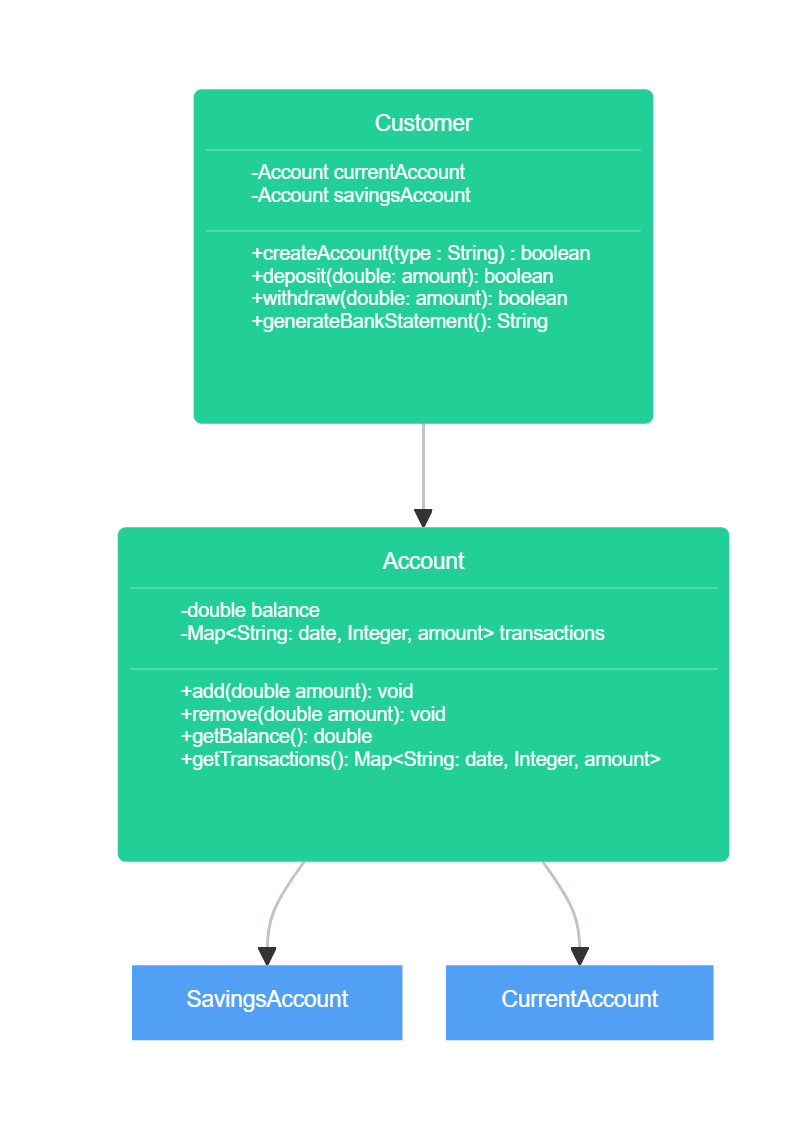 Customer
-Account currentAccount
-Account savingsAccount
+createAccount(type : String) : boolean
+deposit(double: amount): boolean
+withdraw(double: amount): boolean
+generateBankStatement(): String
Account
-double balance
-Map<String: date, Integer, amount> transactions
+add(double amount): void
+remove(double amount): void
+getBalance(): double
+getTransactions(): Map<String: date, Integer, amount>
SavingsAccount
CurrentAccount